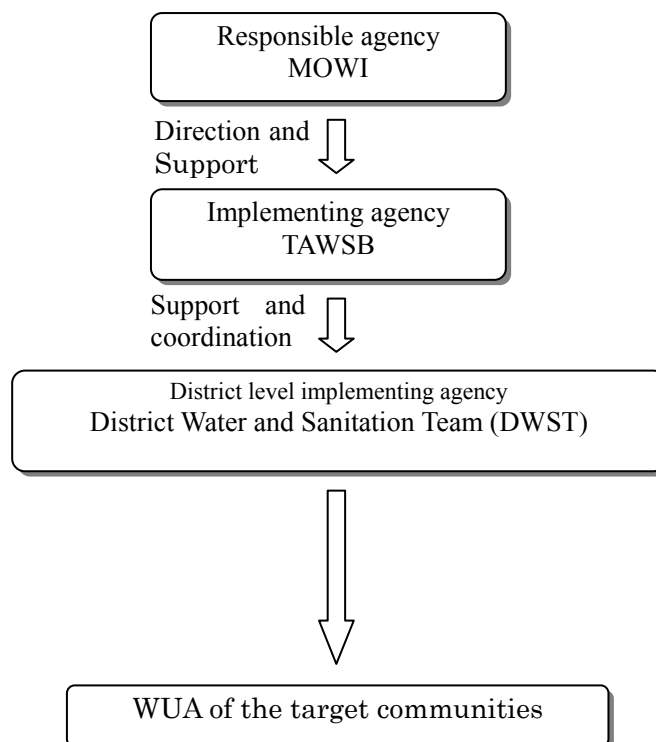 Responsible agency
MOWI
Direction and
Support
Implementing agency
TAWSB
Support and
coordination
District level implementing agency
District Water and Sanitation Team (DWST)
WUA of the target communities